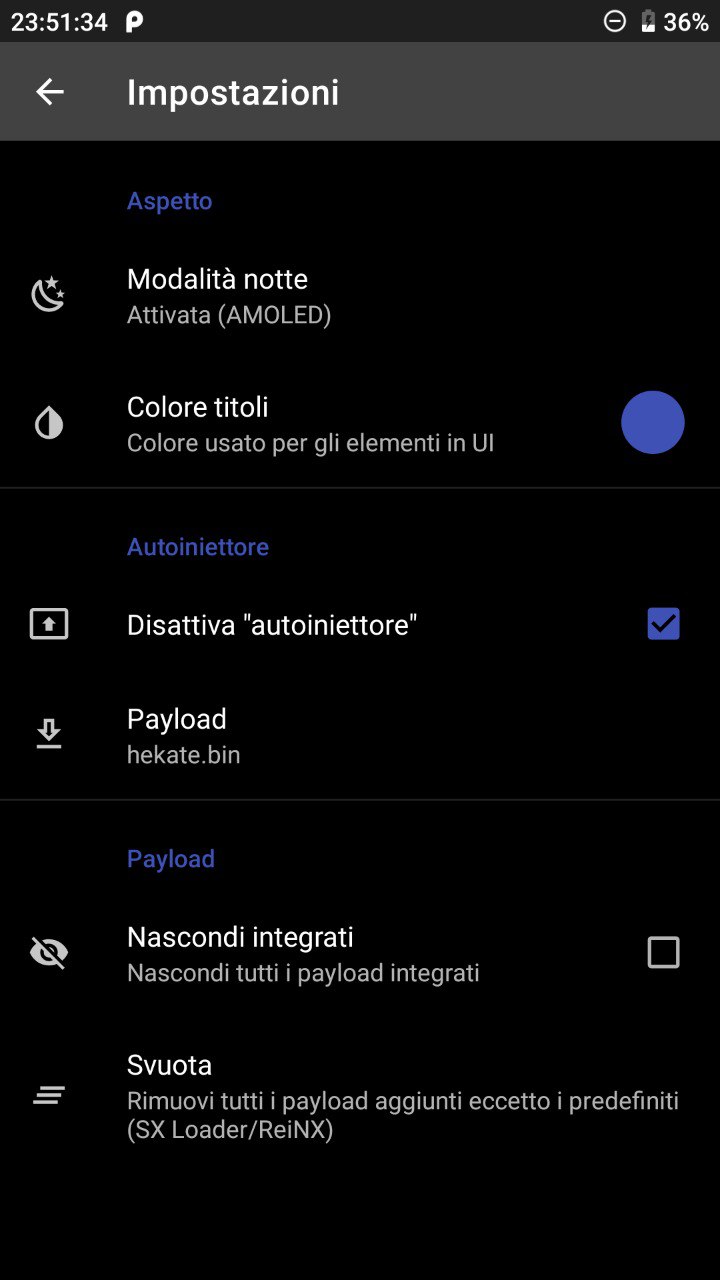 23:51:34 36%
Impostazioni
Aspetto
Modalità notte
Attivata (AMOLED)
Colore titoli
Colore usato per gli elementi in UI
Autoiniettore
Disattiva "autoiniettore"
Payload
hekate.bin
Payload
Nascondi integrati
Nascondi tutti i payload integrati
Svuota
Rimuovi tutti i payload aggiunti eccetto i predefiniti
(SX Loader/ReiNX)